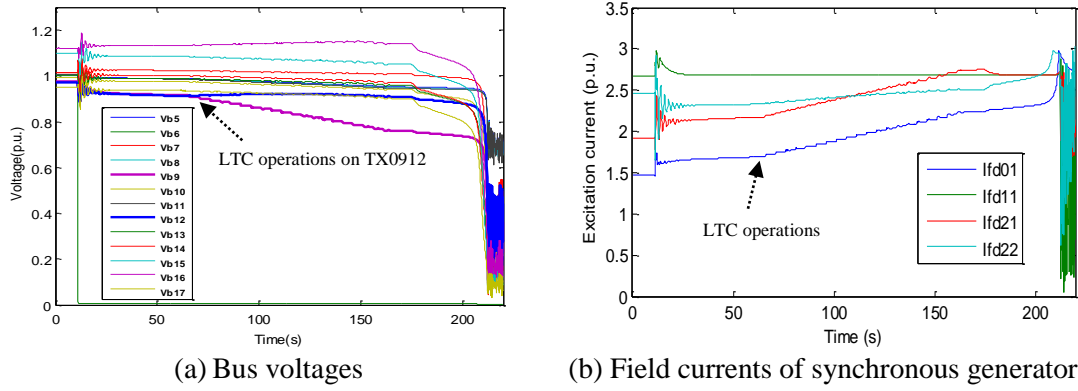 1.2
1
0.8
0.6
0.4
0.2
0
Voltage(p.u.)
Vb5
Vb6
Vb7
Vb8
Vb9
Vb10
Vb11
Vb12
Vb13
Vb14
Vb15
Vb16
Vb17
LTC operations on TX0912
0 50 100 150 200
Time(s)
(a) Bus voltages
3.5
3
2.5
2
1.5
1
0.5
0
Excitation current (p.u.)
LTC operations
Ifd01
Ifd11
Ifd21
Ifd22
0 50 100 150 200
Time (s)
(b) Field currents of synchronous generator